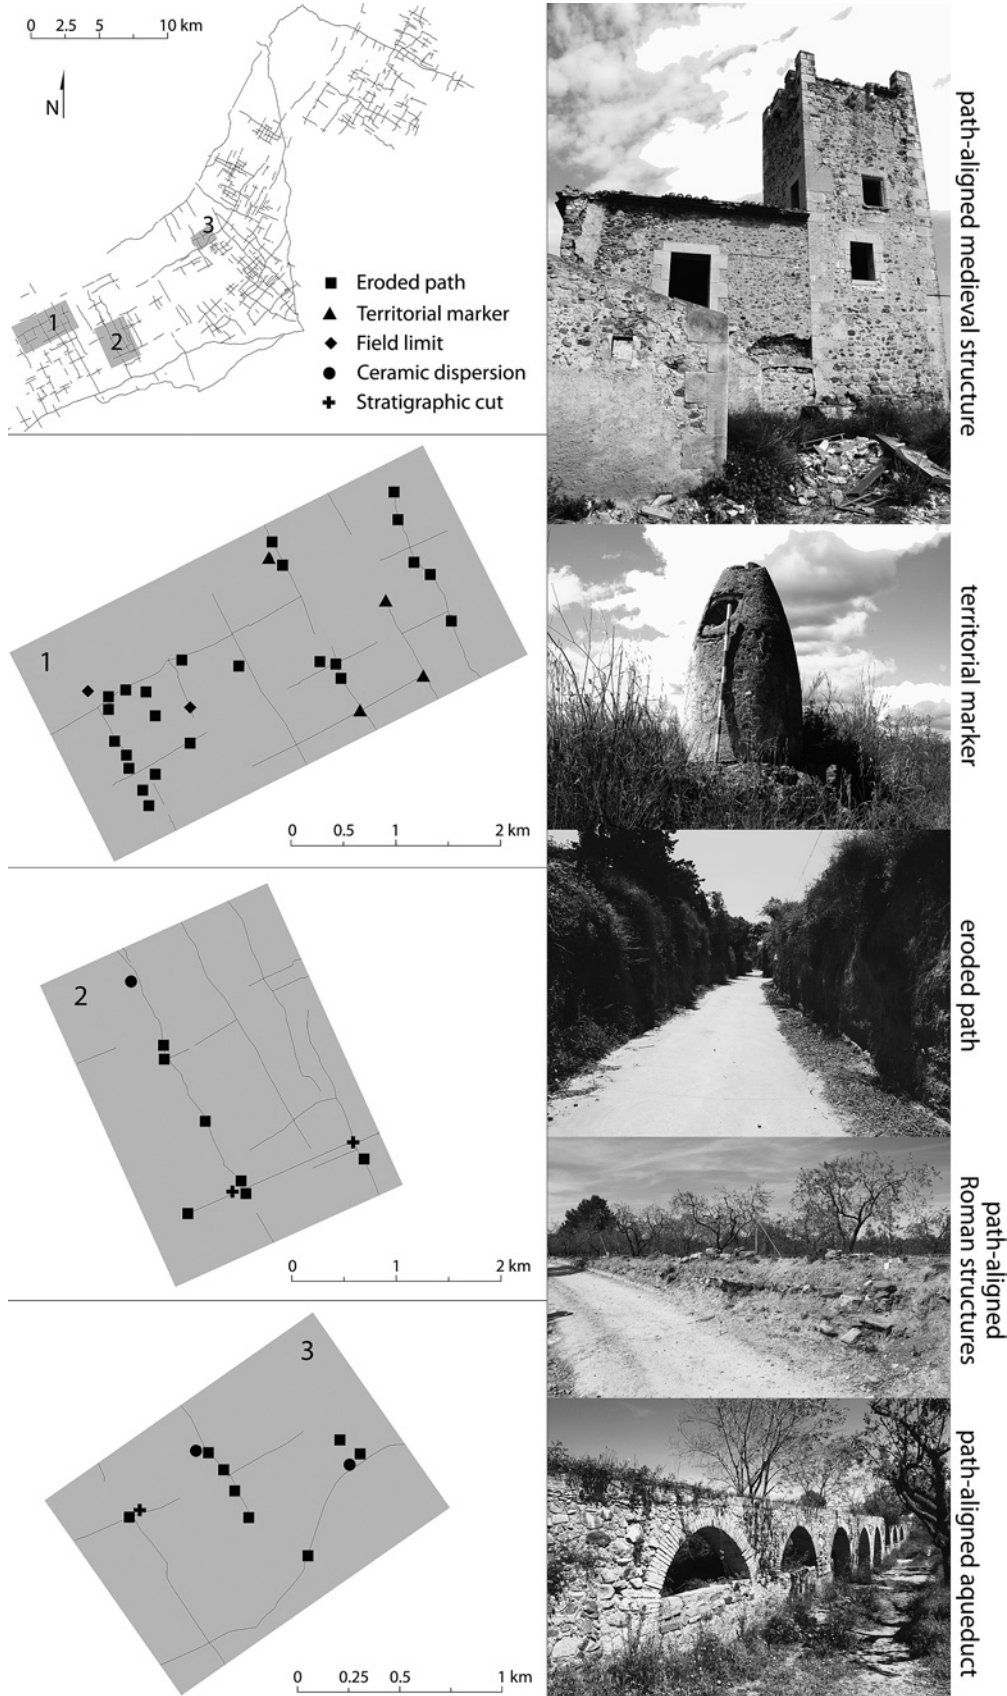 0 2.5 5 10 km
N
3
1
2
Eroded path
Territorial marker
Field limit
Ceramic dispersion
Stratigraphic cut
1
0 0.5 1 2 km
2
0 1 2 km
3
0 0.25 0.5 1 km
path-aligned medieval structure
territorial marker
eroded path
path-aligned
Roman structures
path-aligned aqueduct